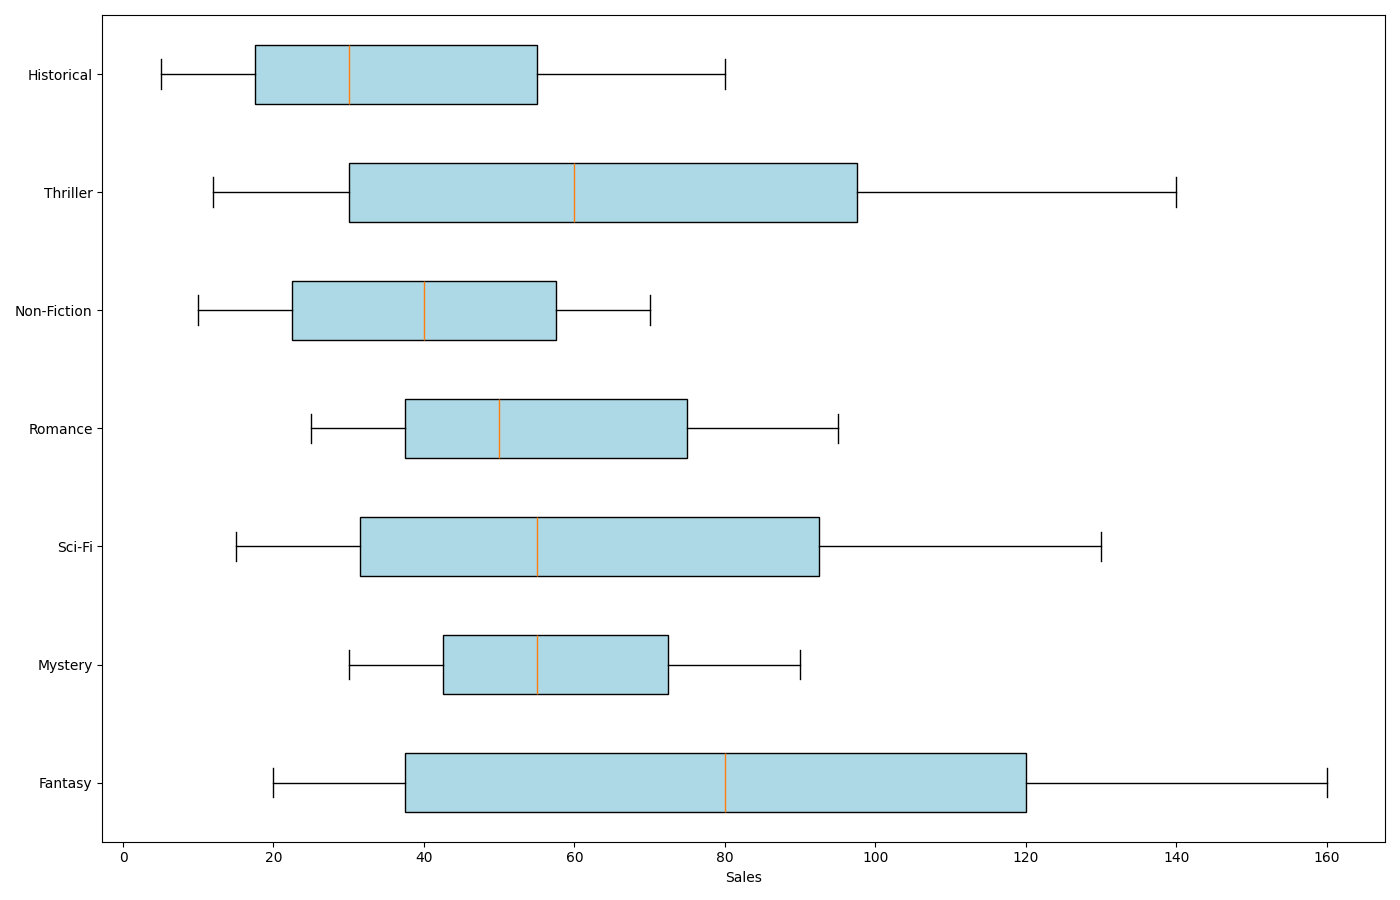 Historical
Thriller
Non-Fiction
Romance
Sci-Fi
Mystery
Fantasy
0 20 40 60 80 100 120 140 160
Sales